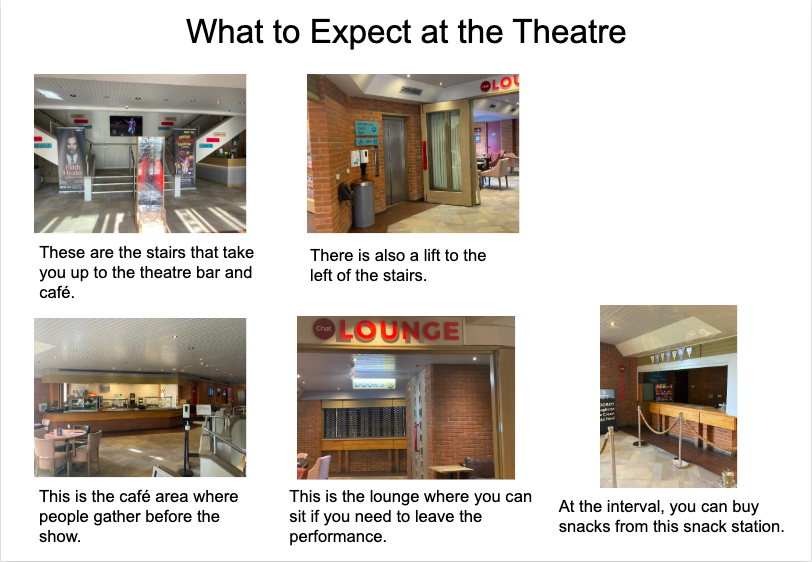 What to Expect at the Theatre
Faith
Healer
LOU
These are the stairs that take
you up to the theatre bar and
café.
There is also a lift to the
left of the stairs.
Chat
LOUNGE
This is the café area where
people gather before the
show.
This is the lounge where you can
sit if you need to leave the
performance.
At the interval, you can buy
snacks from this snack station.